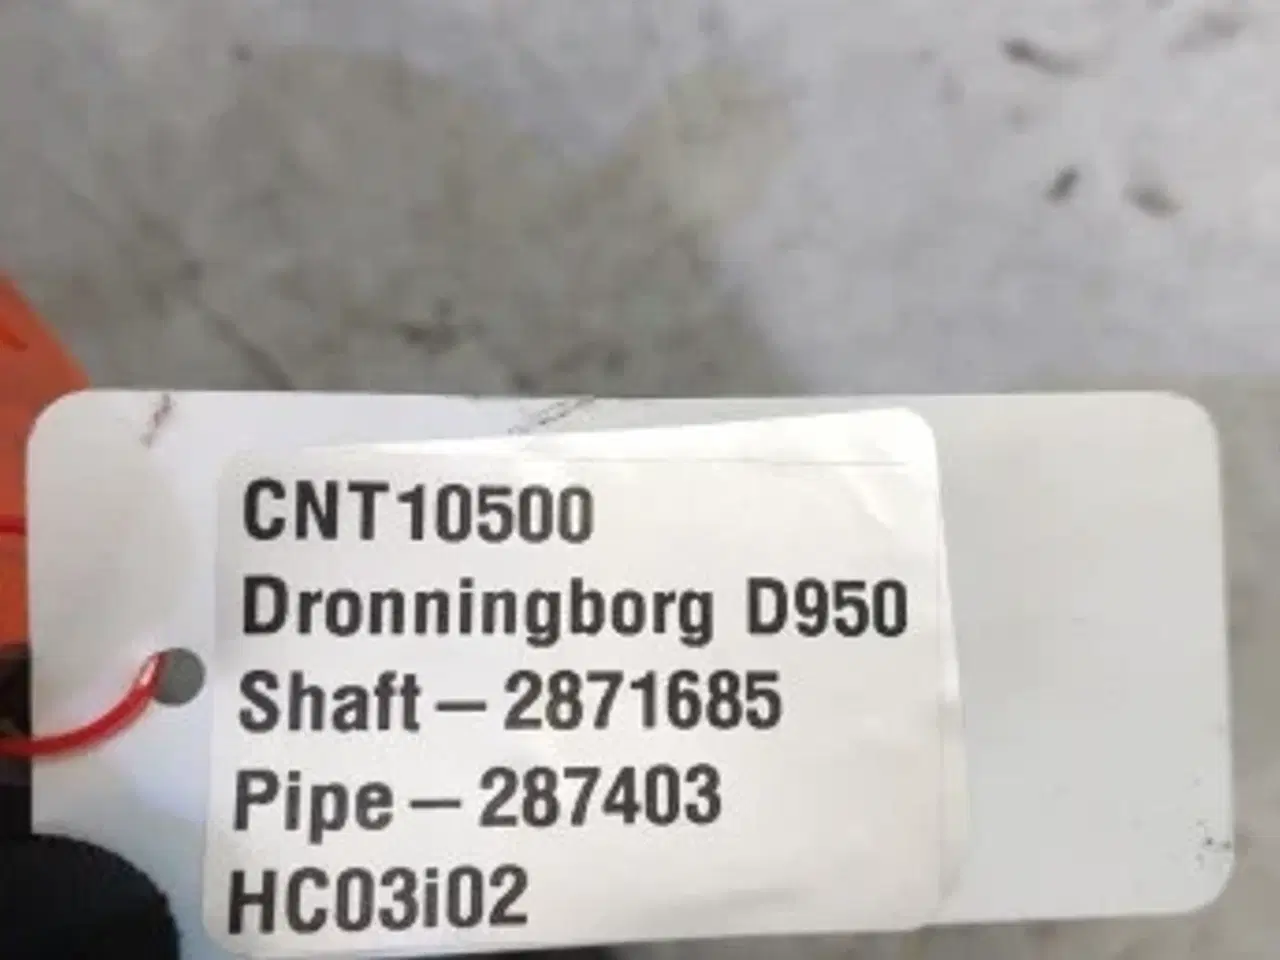 CNT10500
Dronningborg D950
Shaft – 2871685
Pipe – 287403
HC03i02